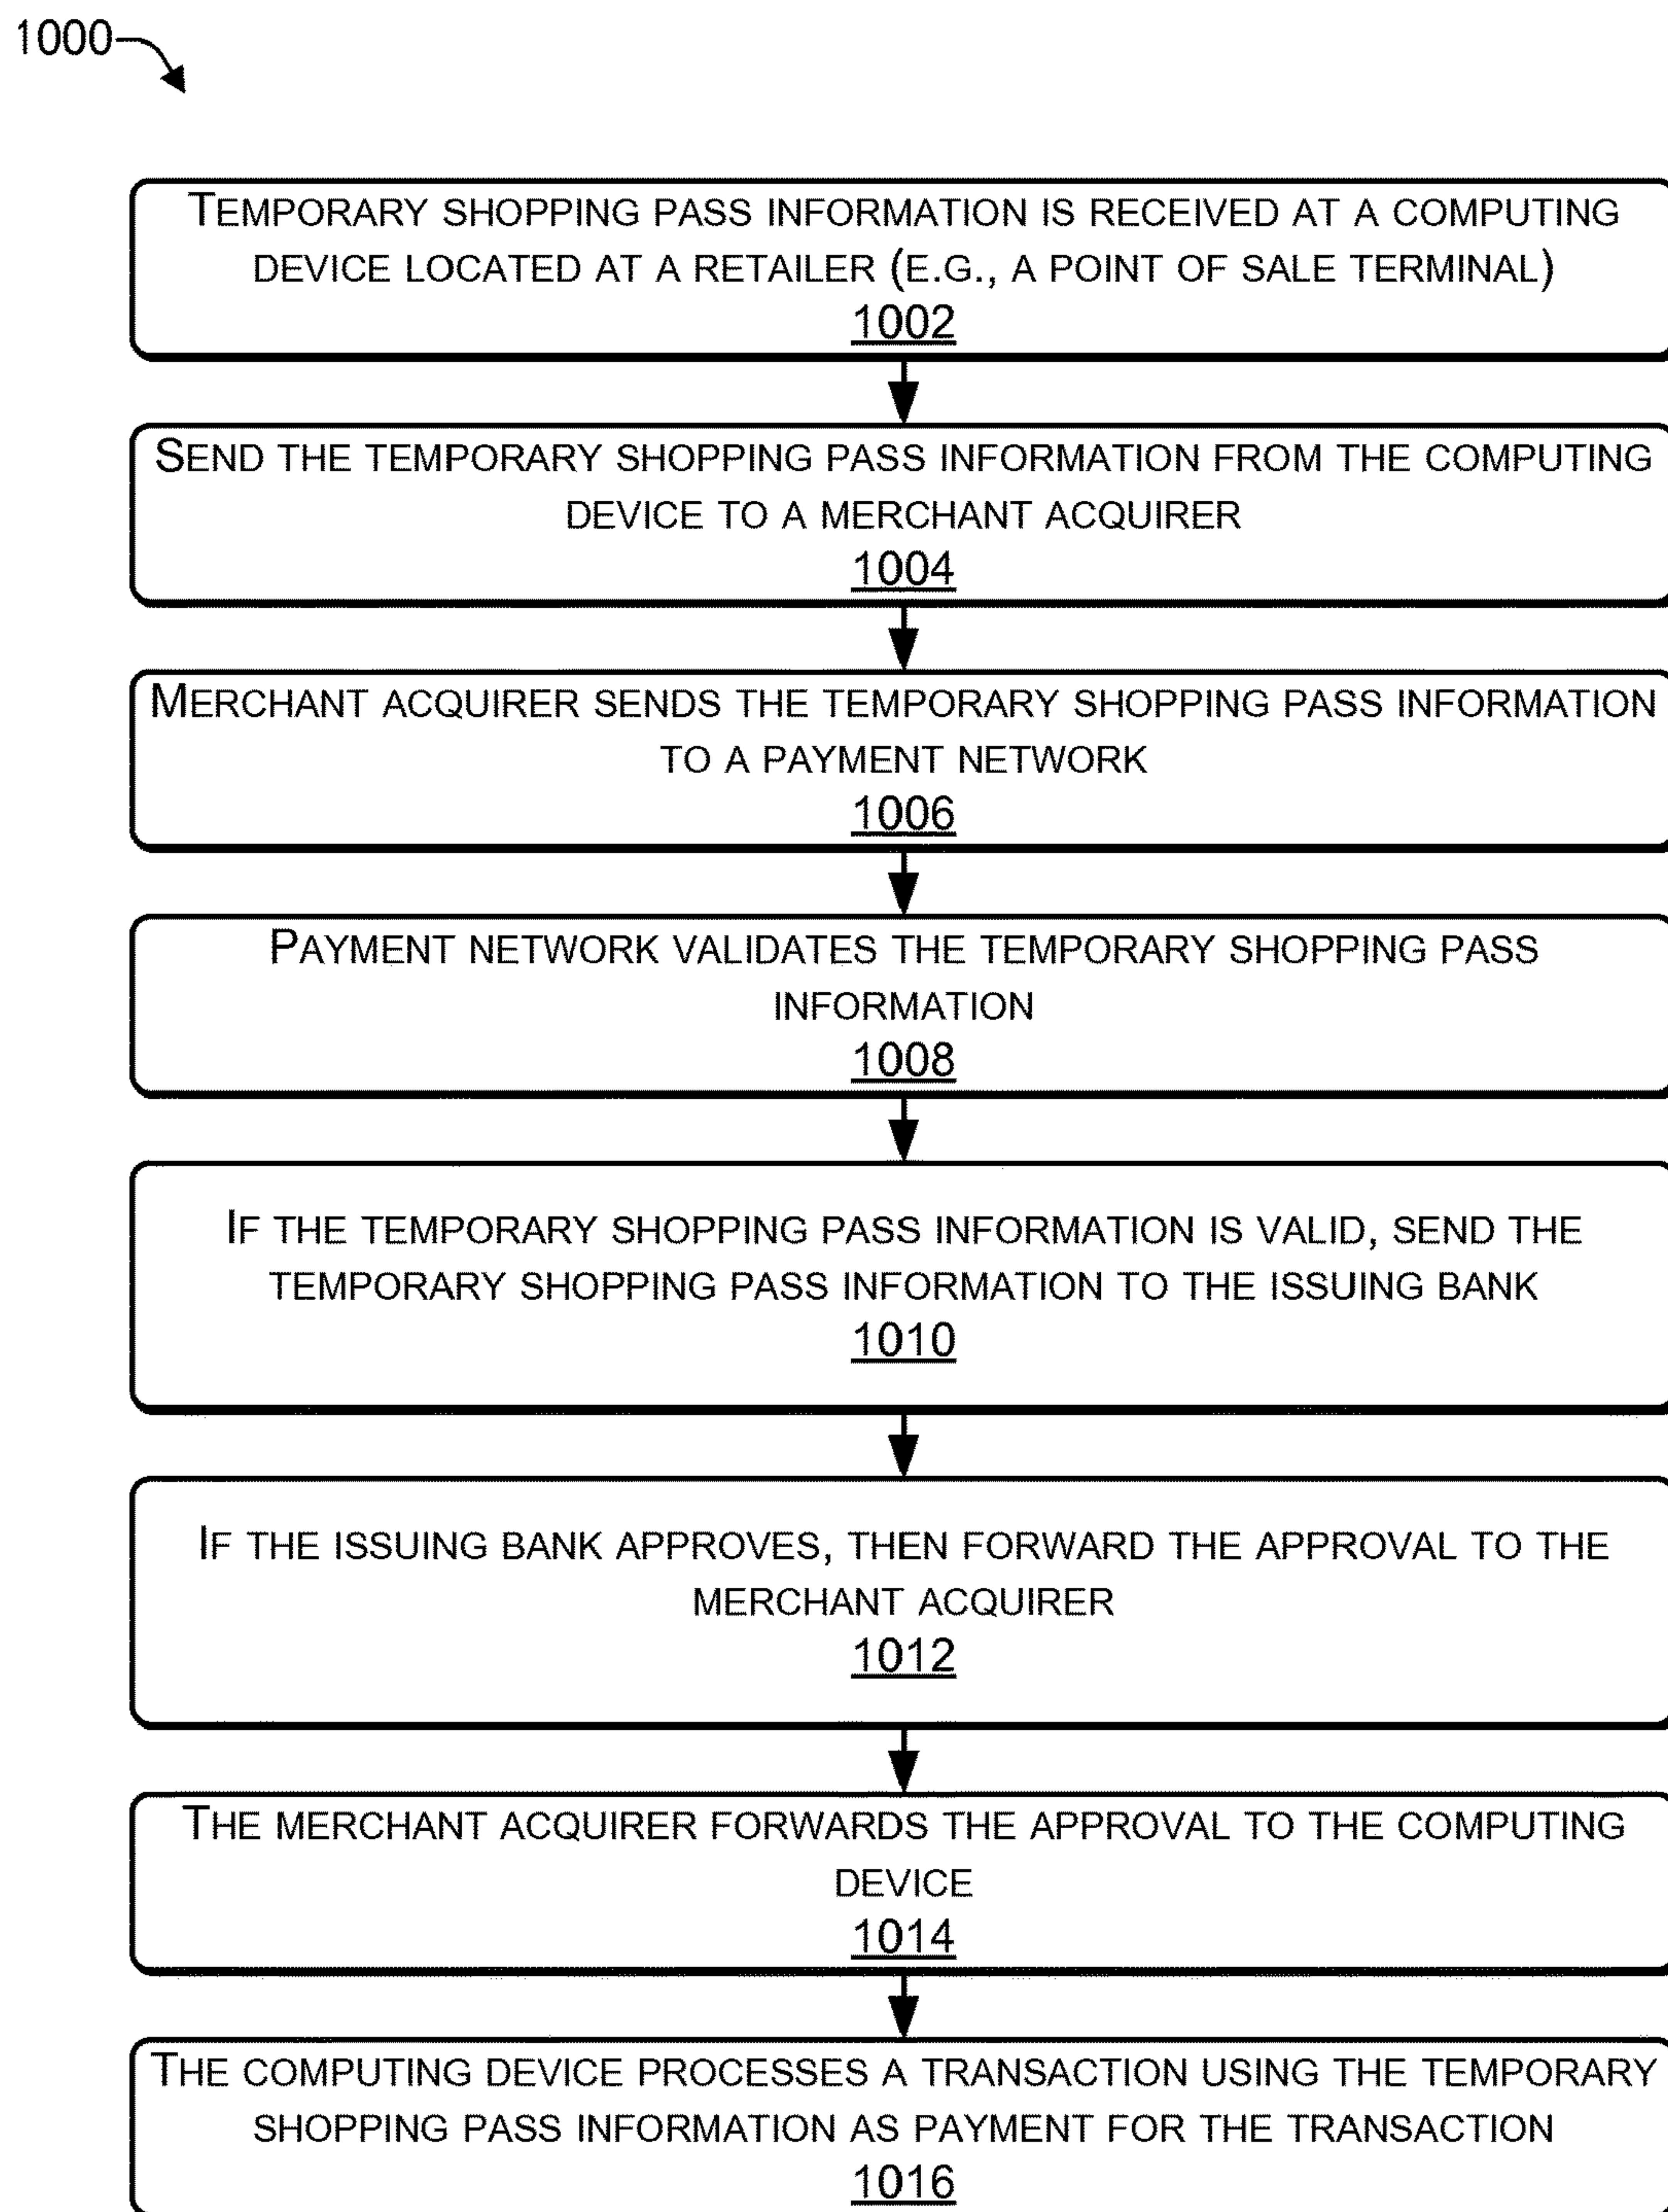 1000
TEMPORARY SHOPPING PASS INFORMATION IS RECEIVED AT A COMPUTING
DEVICE LOCATED AT A RETAILER (E.G., A POINT OF SALE TERMINAL)
1002
SEND THE TEMPORARY SHOPPING PASS INFORMATION FROM THE COMPUTING
DEVICE TO A MERCHANT ACQUIRER
1004
MERCHANT ACQUIRER SENDS THE TEMPORARY SHOPPING PASS INFORMATION
TO A PAYMENT NETWORK
1006
PAYMENT NETWORK VALIDATES THE TEMPORARY SHOPPING PASS
INFORMATION
1008
IF THE TEMPORARY SHOPPING PASS INFORMATION IS VALID, SEND THE
TEMPORARY SHOPPING PASS INFORMATION TO THE ISSUING BANK
1010
IF THE ISSUING BANK APPROVES, THEN FORWARD THE APPROVAL TO THE
MERCHANT ACQUIRER
1012
THE MERCHANT ACQUIRER FORWARDS THE APPROVAL TO THE COMPUTING
DEVICE
1014
THE COMPUTING DEVICE PROCESSES A TRANSACTION USING THE TEMPORARY
SHOPPING PASS INFORMATION AS PAYMENT FOR THE TRANSACTION
1016